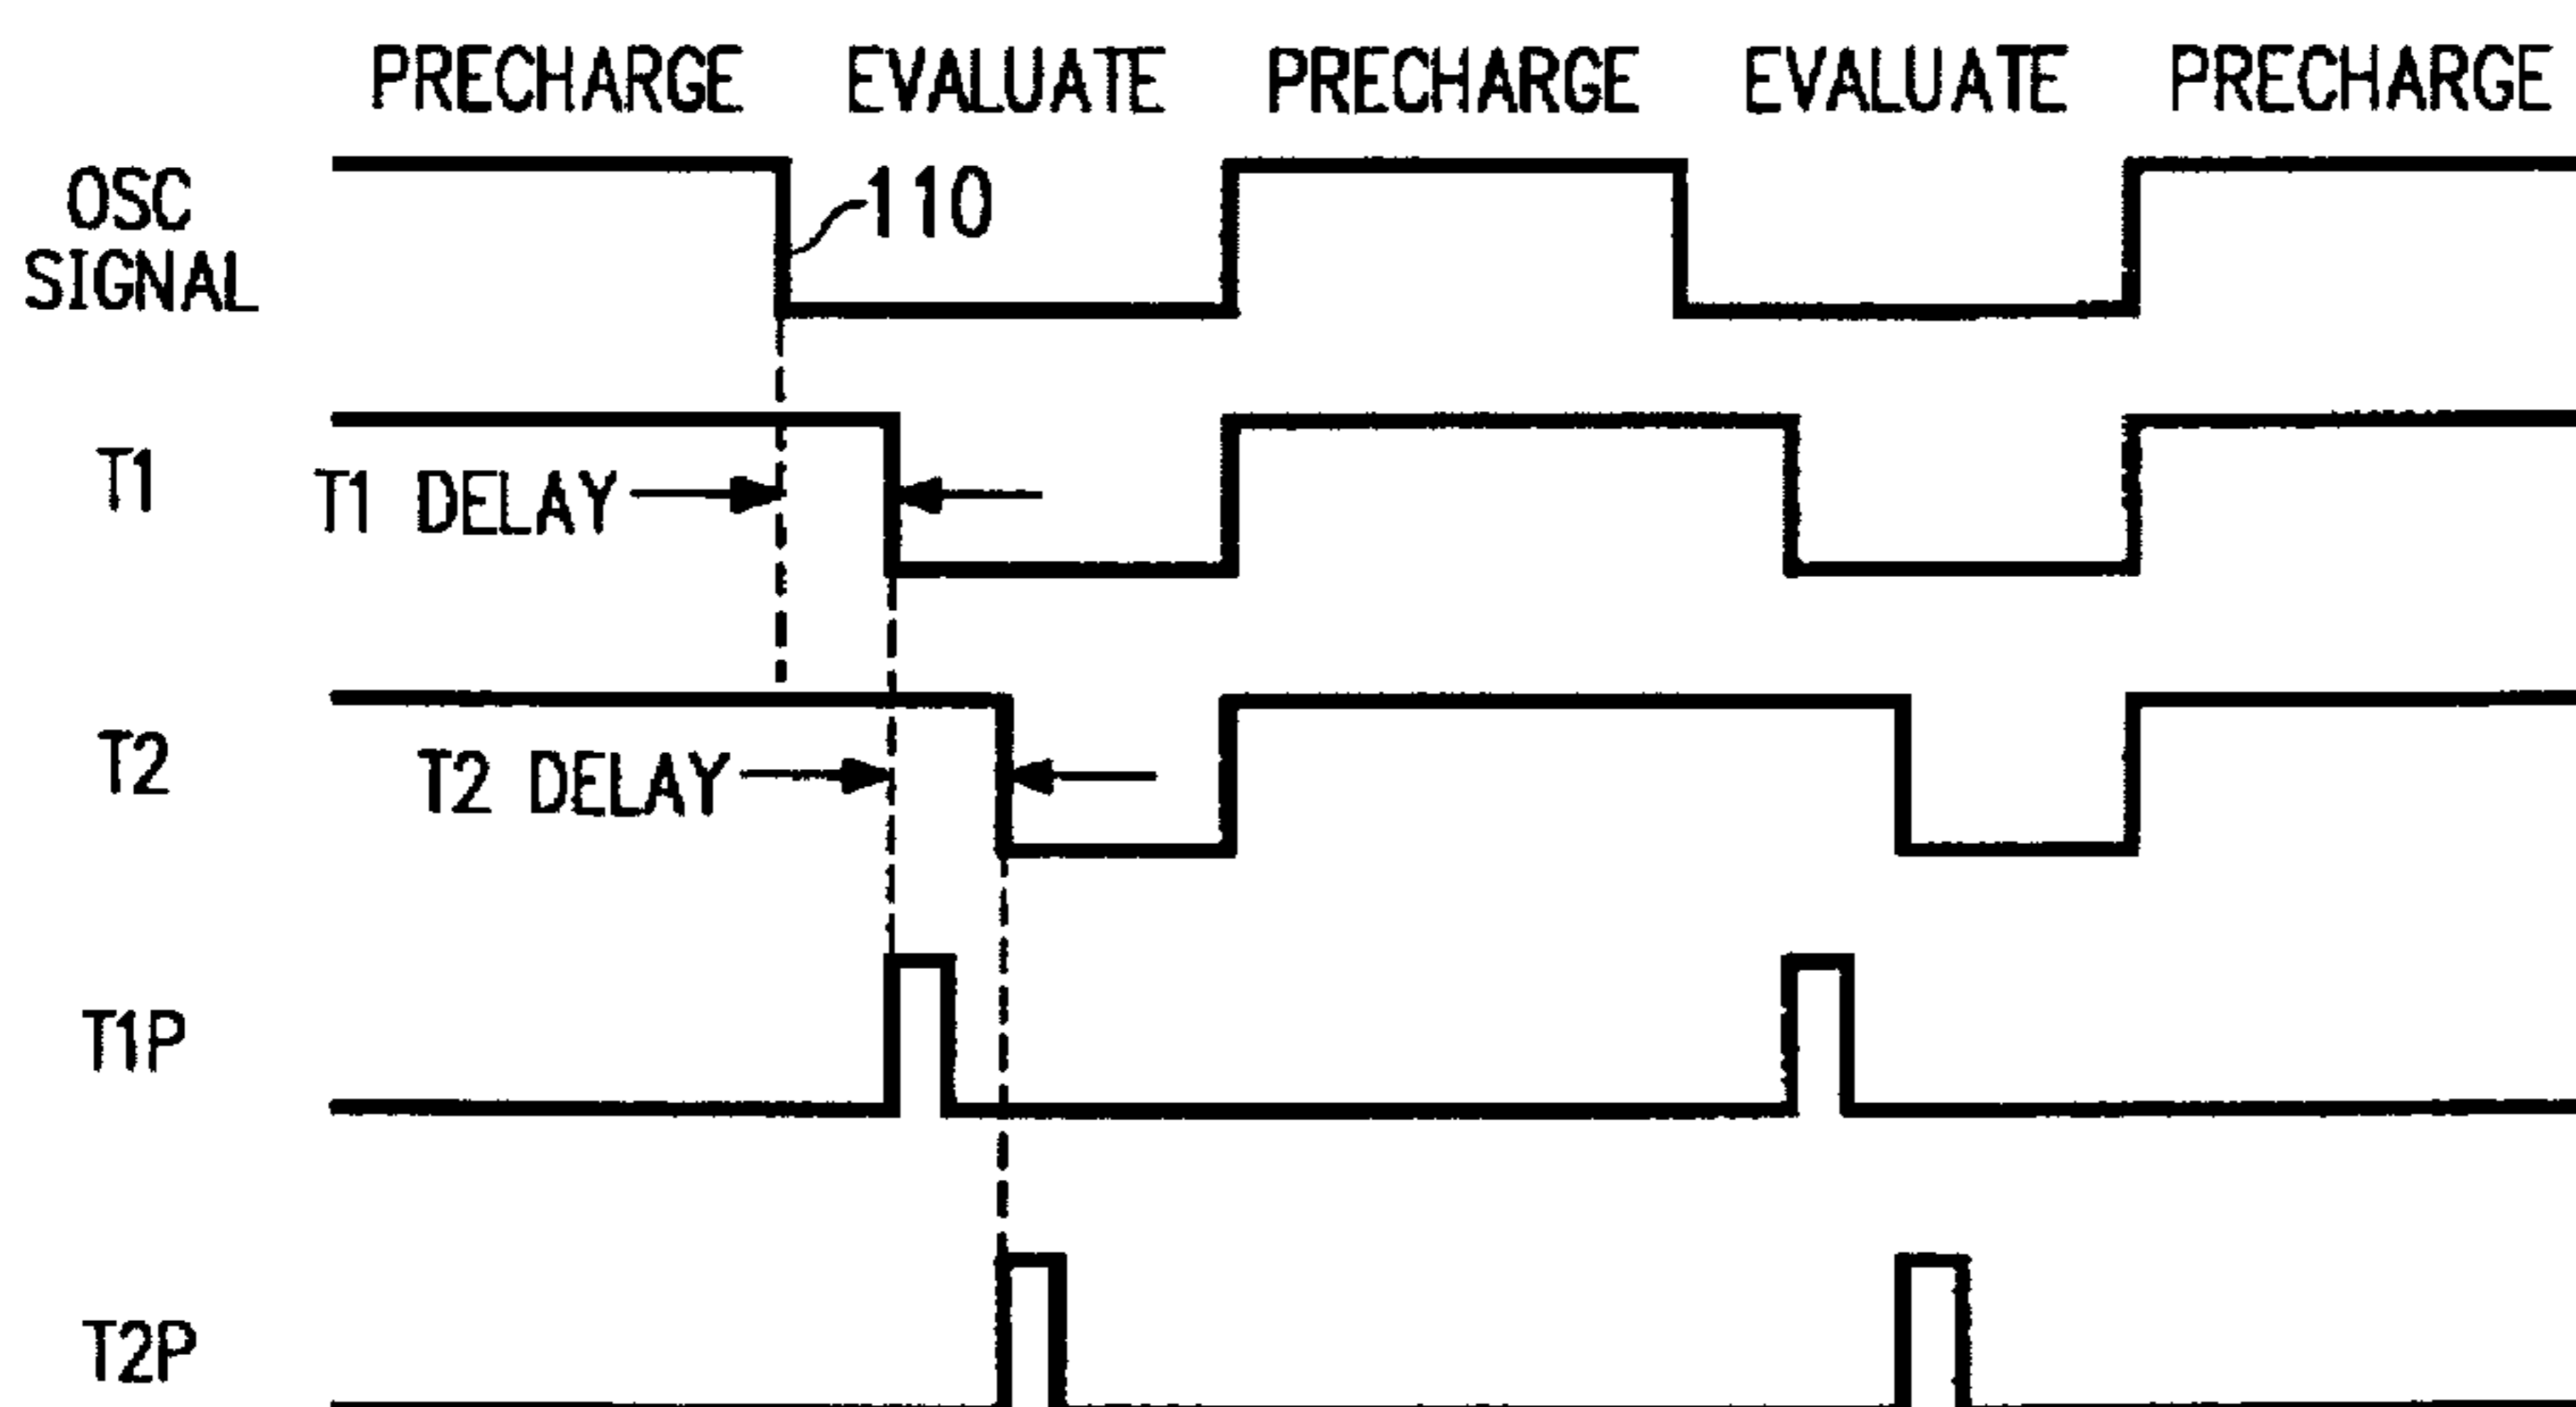 PRECHARGE EVALUATE PRECHARGE EVALUATE PRECHARGE
OSC
SIGNAL
110
T1
T1 DELAY
T2
T2 DELAY
T1P
T2P